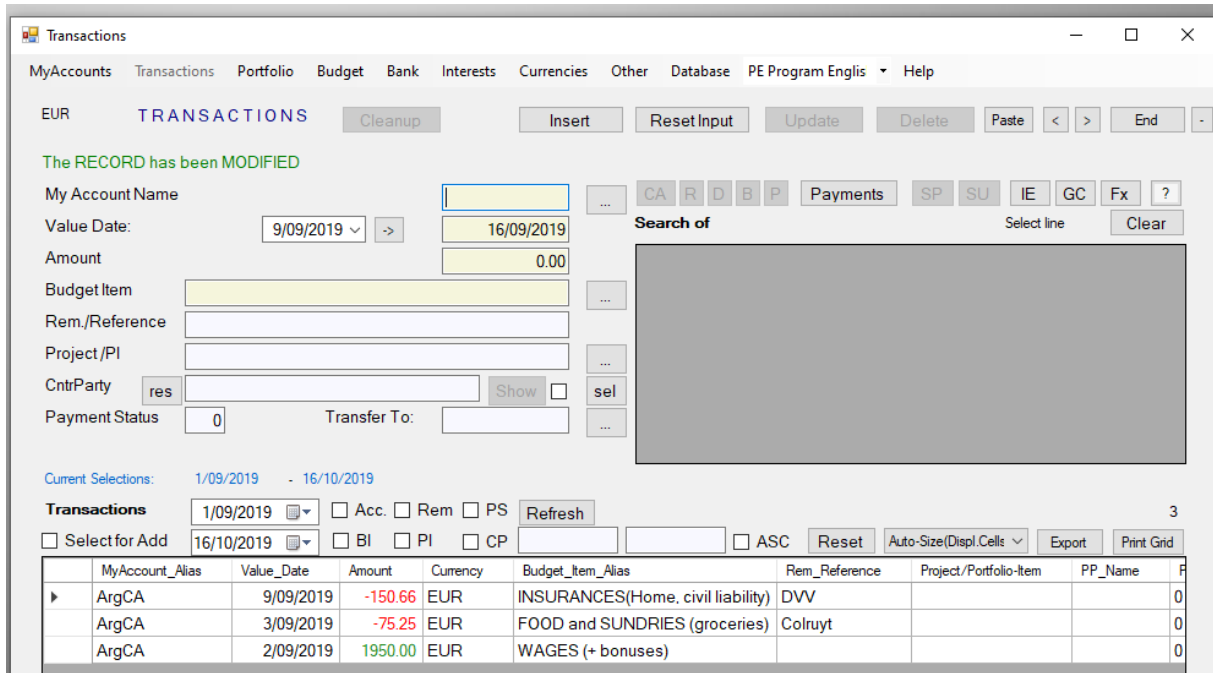 Transactions
MyAccounts Transactions Portfolio Budget Bank Interests Currencies Other Database PE Program Englis Help
EUR TRANSACTIONS Cleanup Insert Reset Input Update Delete Paste < > End -
The RECORD has been MODIFIED
My Account Name ... CA R D B P Payments SP SU IE GC Fx ?
Value Date: 9/09/2019 -> 16/09/2019 Search of Select line Clear
Amount 0.00
Budget Item ...
Rem./Reference
Project /PI ...
CntrParty res Show sel
Payment Status 0 Transfer To: ...
Current Selections: 1/09/2019 - 16/10/2019
Transactions 1/09/2019 Acc. Rem PS Refresh 3
Select for Add 16/10/2019 BI PI CP ASC Reset Auto-Size(Displ.Cells Export Print Grid
MyAccount_Alias Value_Date Amount Currency Budget_Item_Alias Rem_Reference Project/Portfolio-Item PP_Name P
ArgCA 9/09/2019 -150.66 EUR INSURANCES(Home, civil liability) DVV 0
ArgCA 3/09/2019 -75.25 EUR FOOD and SUNDRIES (groceries) Colruyt 0
ArgCA 2/09/2019 1950.00 EUR WAGES (+ bonuses) 0